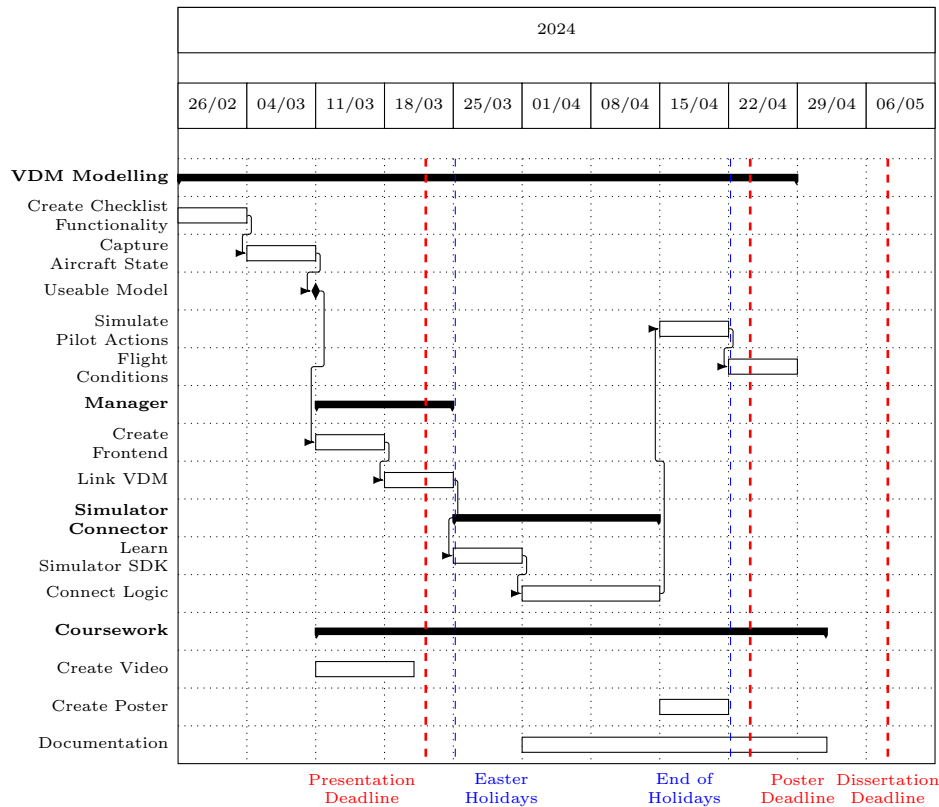 2024
26/02 04/03 11/03 18/03 25/03 01/04 08/04 15/04 22/04 29/04 06/05
VDM Modelling
Create Checklist
Functionality
Capture
Aircraft State
Useable Model
Simulate
Pilot Actions
Flight
Conditions
Manager
Create
Frontend
Link VDM
Simulator
Connector
Learn
Simulator SDK
Connect Logic
Coursework
Create Video
Create Poster
Documentation
Presentation
Deadline
Easter
Holidays
End of
Holidays
Poster
Deadline
Dissertation
Deadline